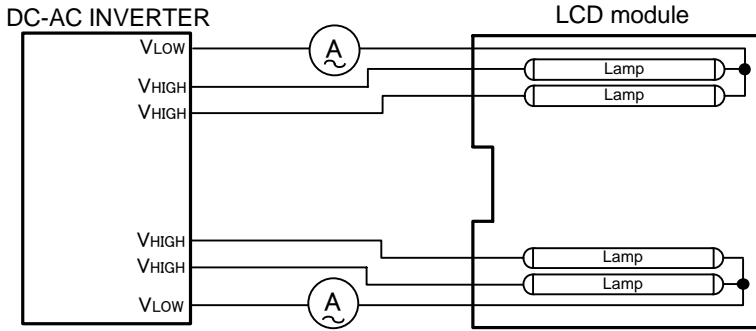 DC-AC INVERTER
LCD module
VLOW
A
VHIGH
Lamp
VHIGH
Lamp
VHIGH
Lamp
VHIGH
Lamp
VLOW
A